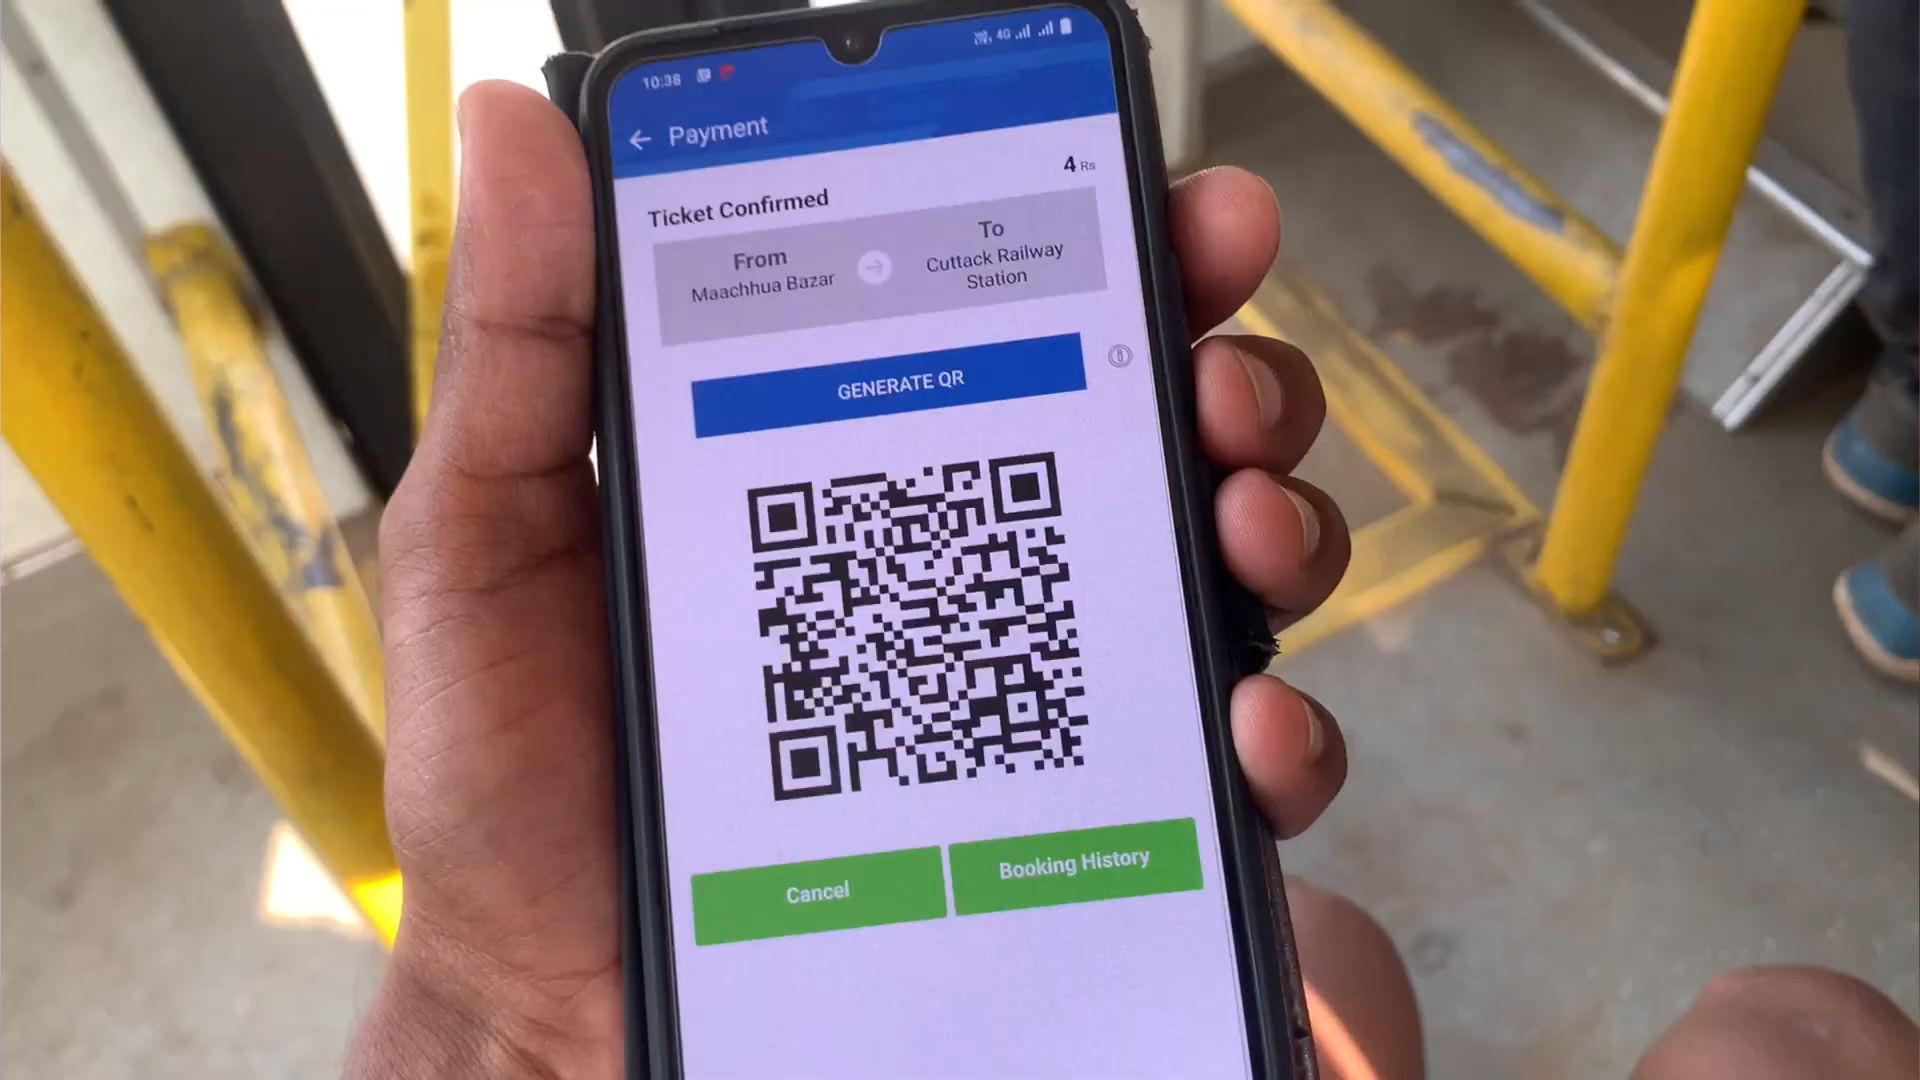 10:38
4G
Payment
4 Rs
Ticket Confirmed
From
To
Maachhua Bazar
Cuttack Railway
Station
GENERATE QR
Cancel
Booking History